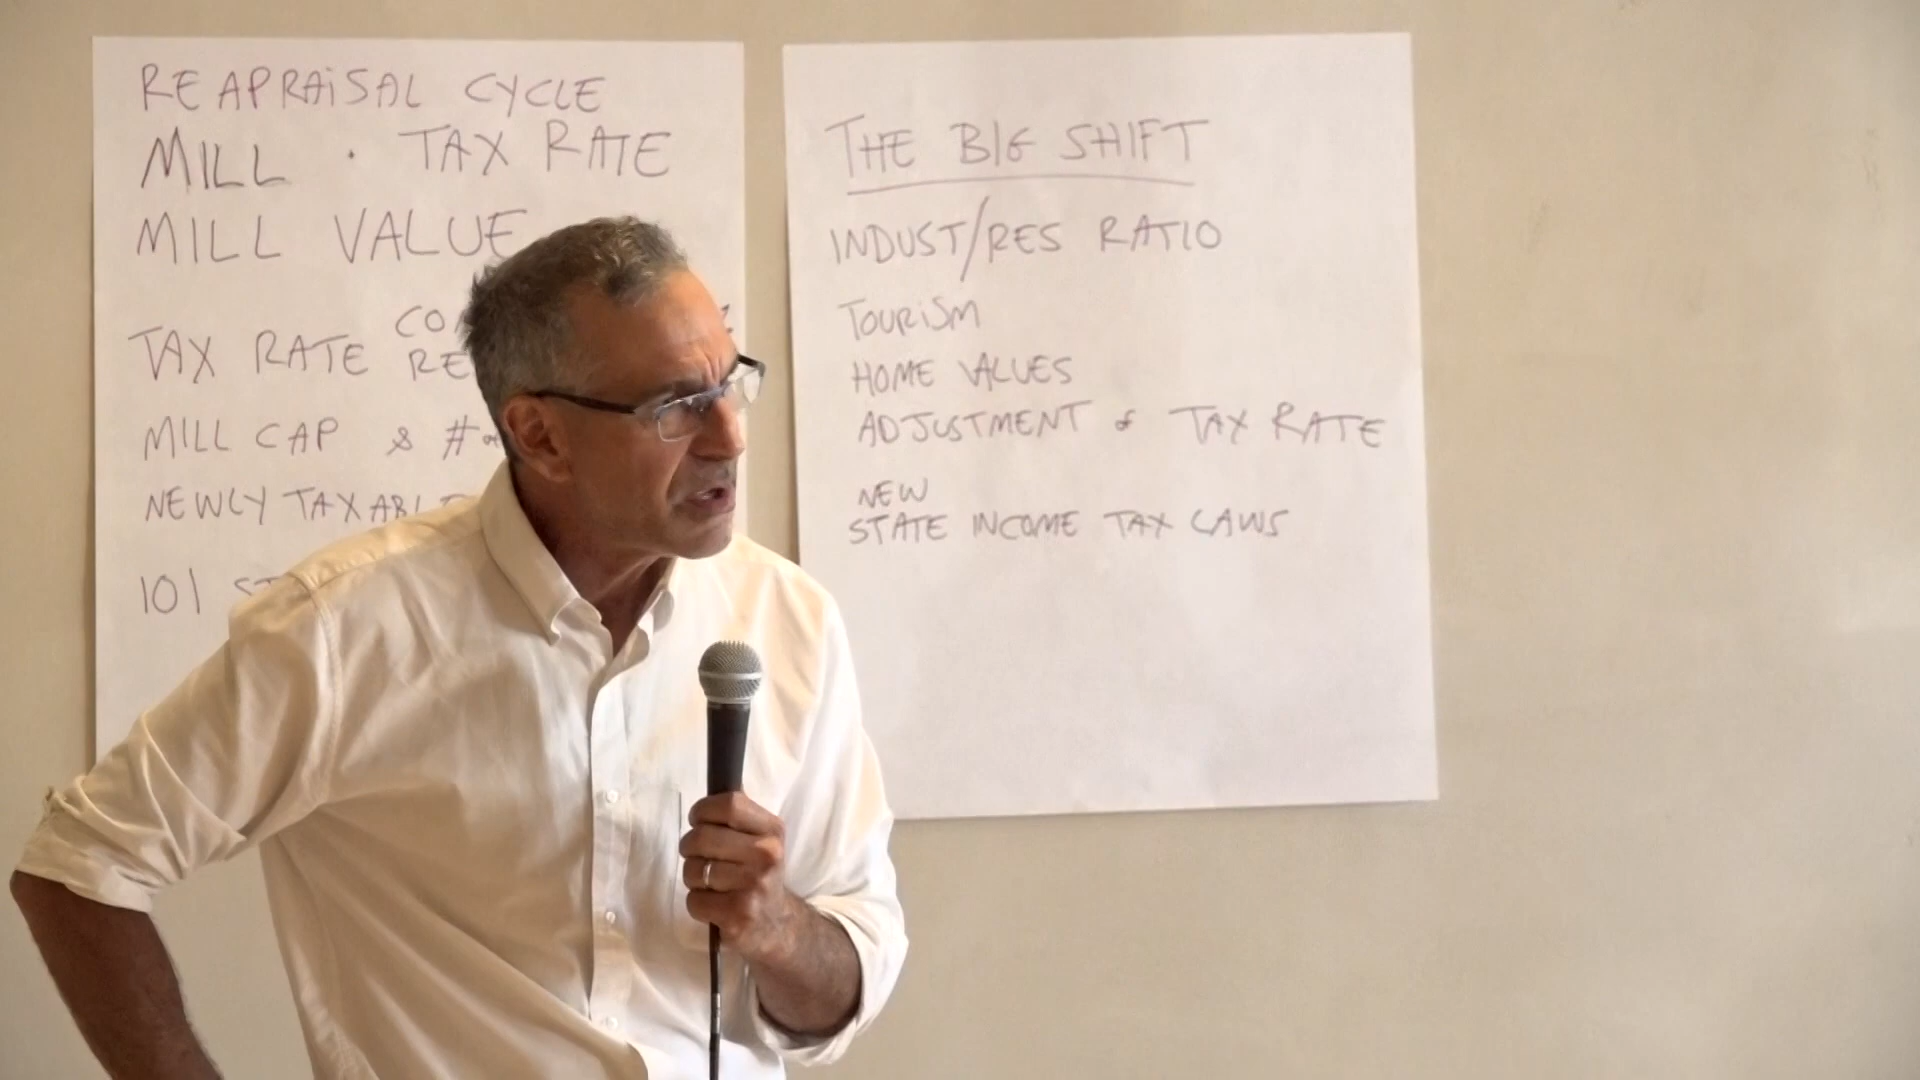 REAPRAISAL CYCLE
MILL · TAX RATE
MILL VALUE
TAX RATE
MILL CAP & #
NEWLY TAXABLE
101
THE BIG SHIFT
INDUST/RES RATIO
TOURISM
HOME VALUES
ADJUSTMENT of TAX RATE
NEW
STATE INCOME TAX LAWS